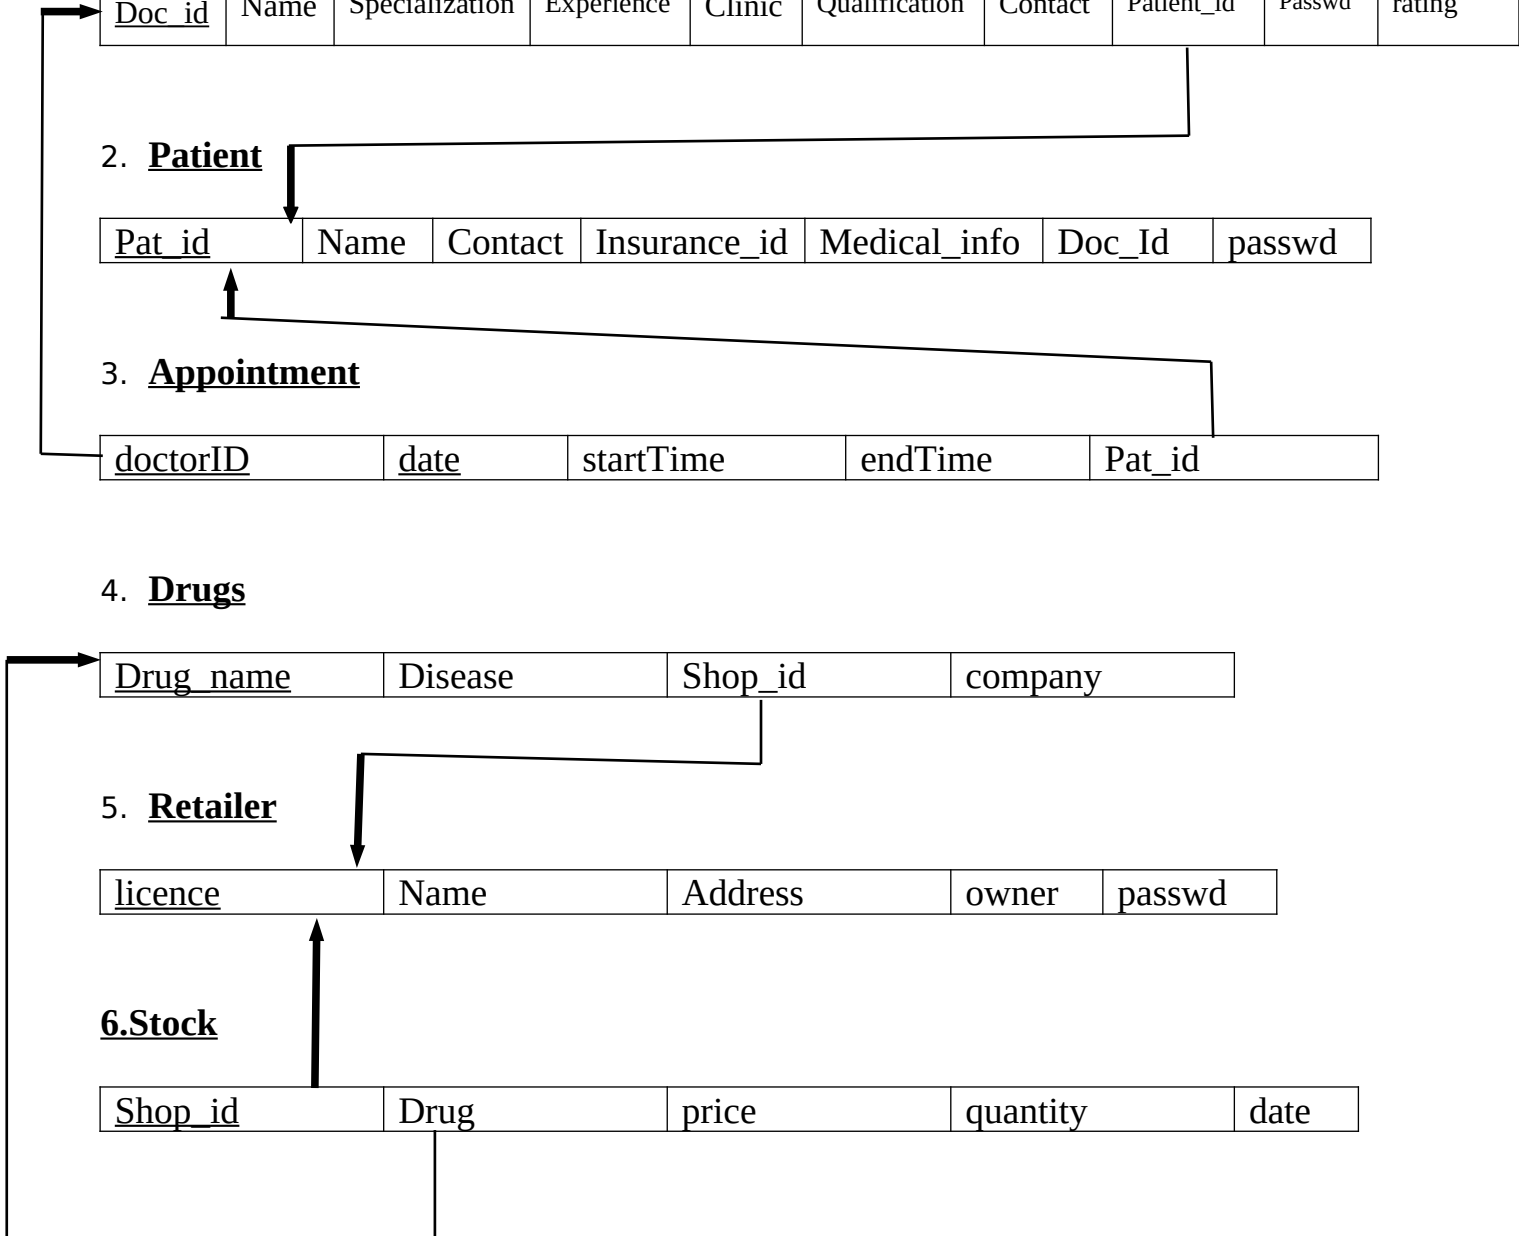 Doc_id Name Specialization Experience Clinic Qualification Contact Patient_id Passwd rating
2. Patient
Pat_id Name Contact Insurance_id Medical_info Doc_Id passwd
3. Appointment
doctorID date startTime endTime Pat_id
4. Drugs
Drug_name Disease Shop_id company
5. Retailer
licence Name Address owner passwd
6.Stock
Shop_id Drug price quantity date